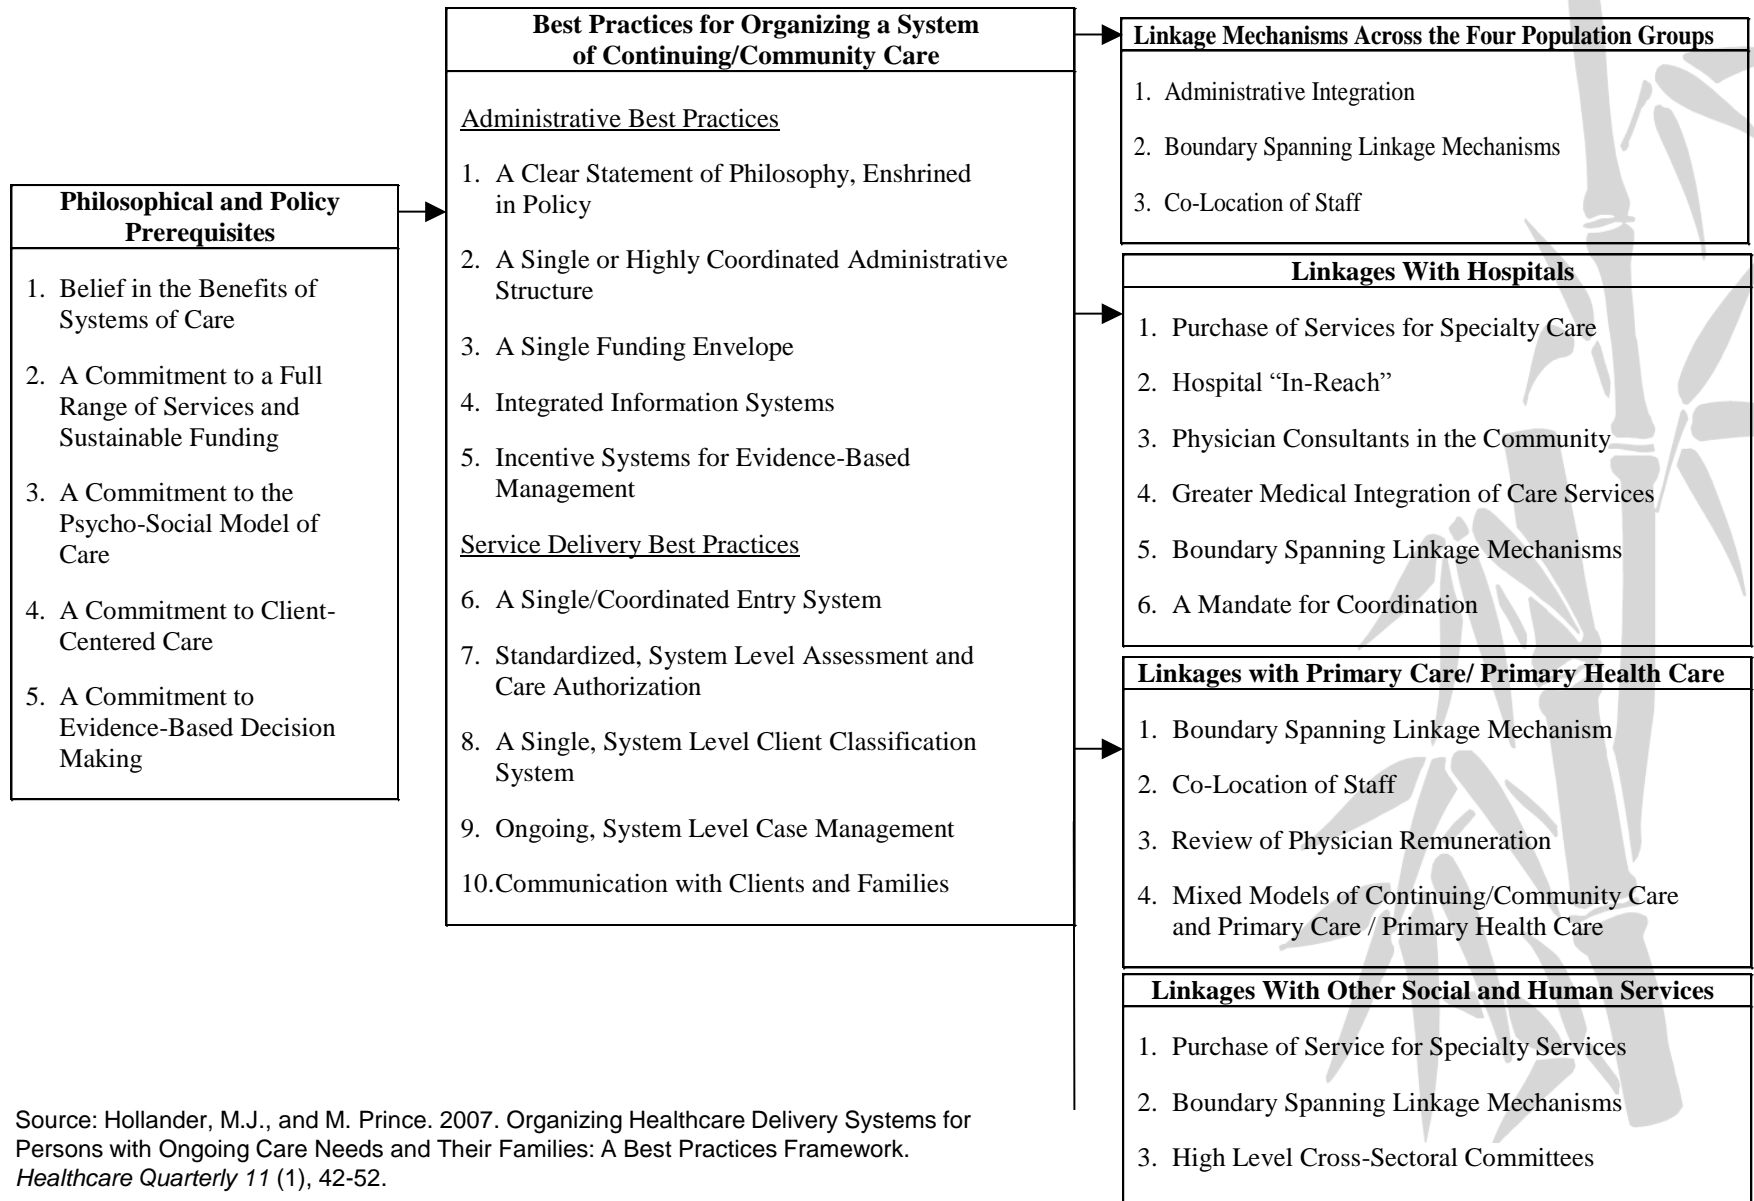 Philosophical and Policy
Prerequisites
1. Belief in the Benefits of
Systems of Care
2. A Commitment to a Full
Range of Services and
Sustainable Funding
3. A Commitment to the
Psycho-Social Model of
Care
4. A Commitment to Client-
Centered Care
5. A Commitment to
Evidence-Based Decision
Making
Best Practices for Organizing a System
of Continuing/Community Care
Administrative Best Practices
1. A Clear Statement of Philosophy, Enshrined
in Policy
2. A Single or Highly Coordinated Administrative
Structure
3. A Single Funding Envelope
4. Integrated Information Systems
5. Incentive Systems for Evidence-Based
Management
Service Delivery Best Practices
6. A Single/Coordinated Entry System
7. Standardized, System Level Assessment and
Care Authorization
8. A Single, System Level Client Classification
System
9. Ongoing, System Level Case Management
10.Communication with Clients and Families
Linkage Mechanisms Across the Four Population Groups
1. Administrative Integration
2. Boundary Spanning Linkage Mechanisms
3. Co-Location of Staff
Linkages With Hospitals
1. Purchase of Services for Specialty Care
2. Hospital “In-Reach”
3. Physician Consultants in the Community
4. Greater Medical Integration of Care Services
5. Boundary Spanning Linkage Mechanisms
6. A Mandate for Coordination
Linkages with Primary Care/ Primary Health Care
1. Boundary Spanning Linkage Mechanism
2. Co-Location of Staff
3. Review of Physician Remuneration
4. Mixed Models of Continuing/Community Care
and Primary Care / Primary Health Care
Linkages With Other Social and Human Services
1. Purchase of Service for Specialty Services
2. Boundary Spanning Linkage Mechanisms
3. High Level Cross-Sectoral Committees
Source: Hollander, M.J., and M. Prince. 2007. Organizing Healthcare Delivery Systems for
Persons with Ongoing Care Needs and Their Families: A Best Practices Framework.
Healthcare Quarterly 11 (1), 42-52.